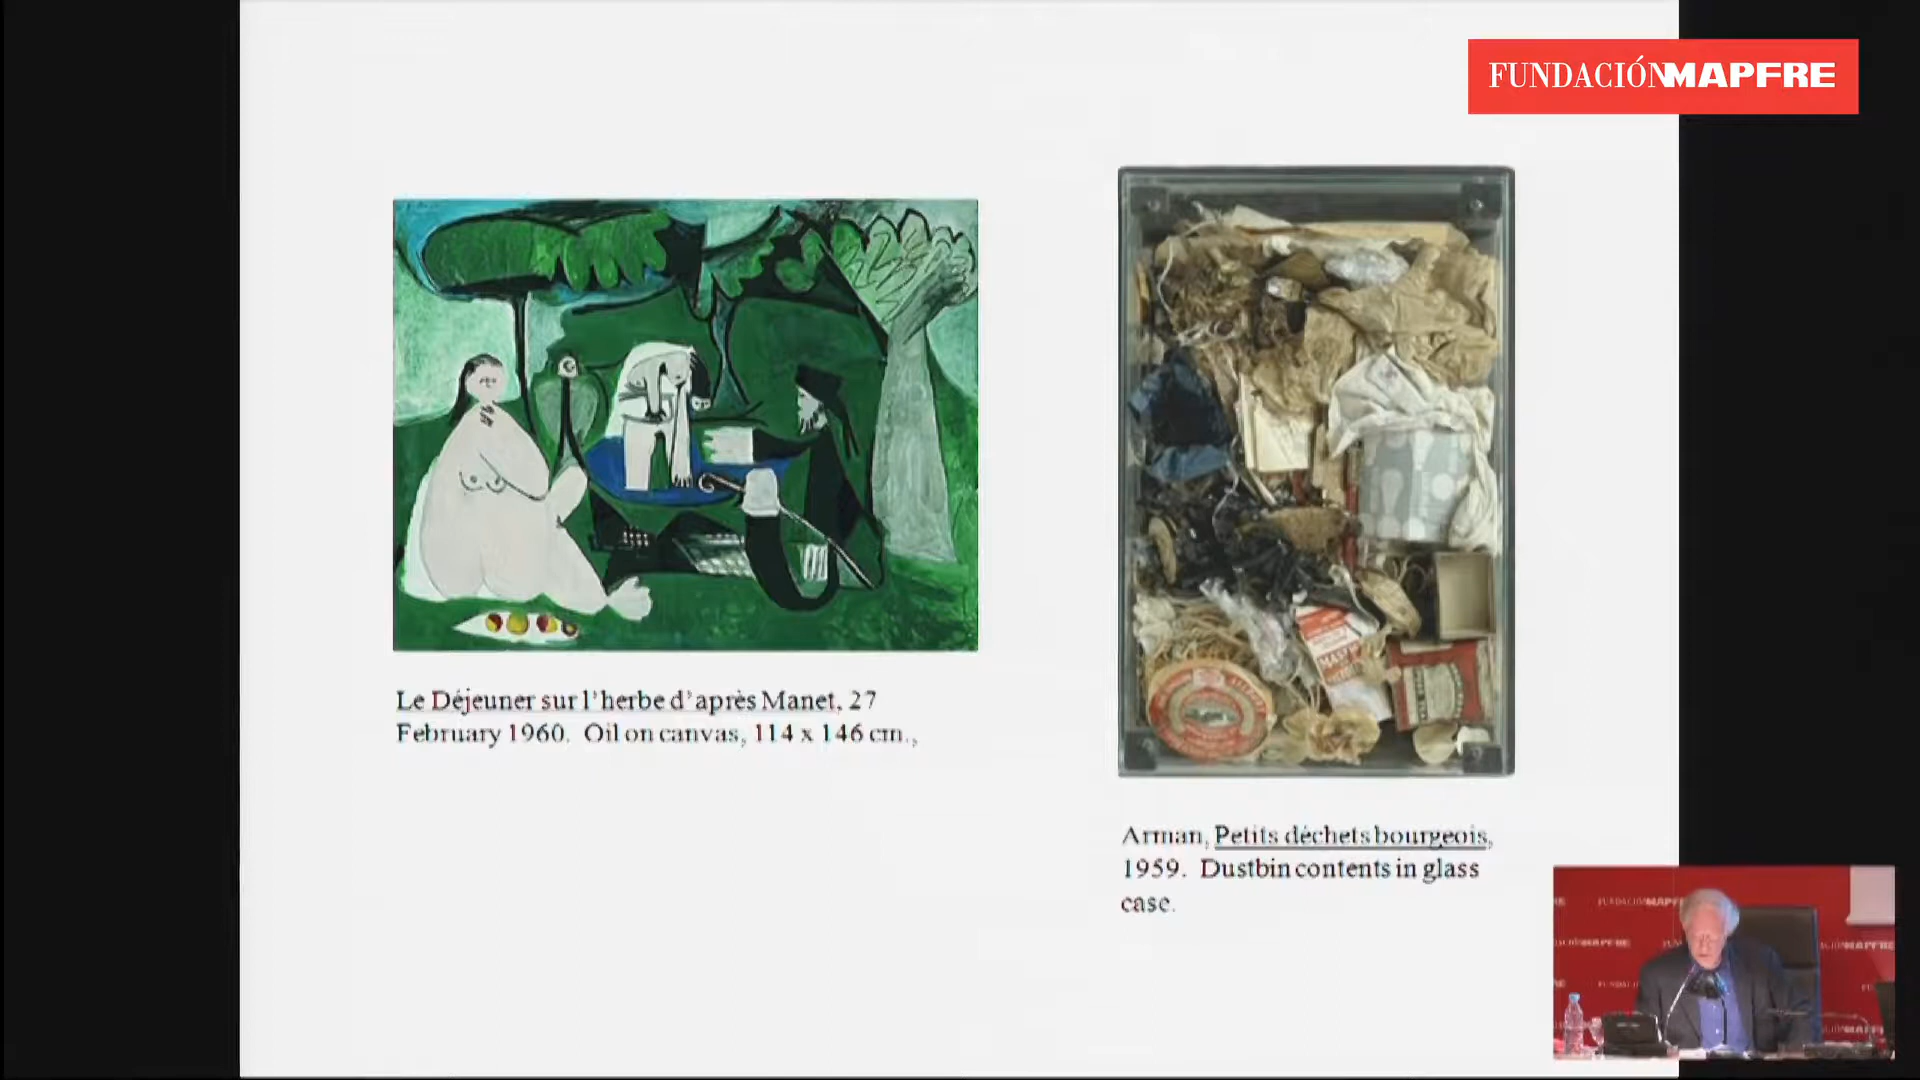 FUNDACIÓNMAPFRE
Le Déjeuner sur l'herbe d'après Manet, 27
February 1960. Oil on canvas, 114 x 146 cm.,
Arman, Petits déchets bourgeois,
1959. Dustbin contents in glass
case.